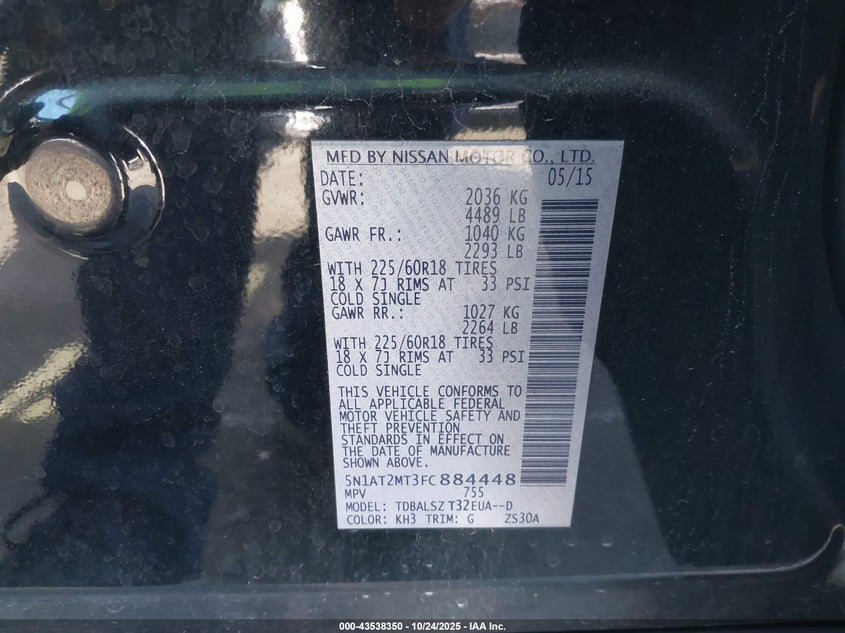 MFD BY NISSAN MOTOR CO., LTD.
DATE: 05/15
GVWR: 2036 KG
4489 LB
GAWR FR.: 1040 KG
2293 LB
WITH 225/60R18 TIRES
18 X 7J RIMS AT 33 PSI
COLD SINGLE
GAWR RR.: 1027 KG
2264 LB
WITH 225/60R18 TIRES
18 X 7J RIMS AT 33 PSI
COLD SINGLE
THIS VEHICLE CONFORMS TO
ALL APPLICABLE FEDERAL
MOTOR VEHICLE SAFETY AND
THEFT PREVENTION
STANDARDS IN EFFECT ON
THE DATE OF MANUFACTURE
SHOWN ABOVE.
5N1AT2MT3FC884448
MPV 755
MODEL: TDBALSZ T32EUA--D
COLOR: KH3 TRIM: G ZS30A
000-43538350 - 10/24/2025 - IAA Inc.